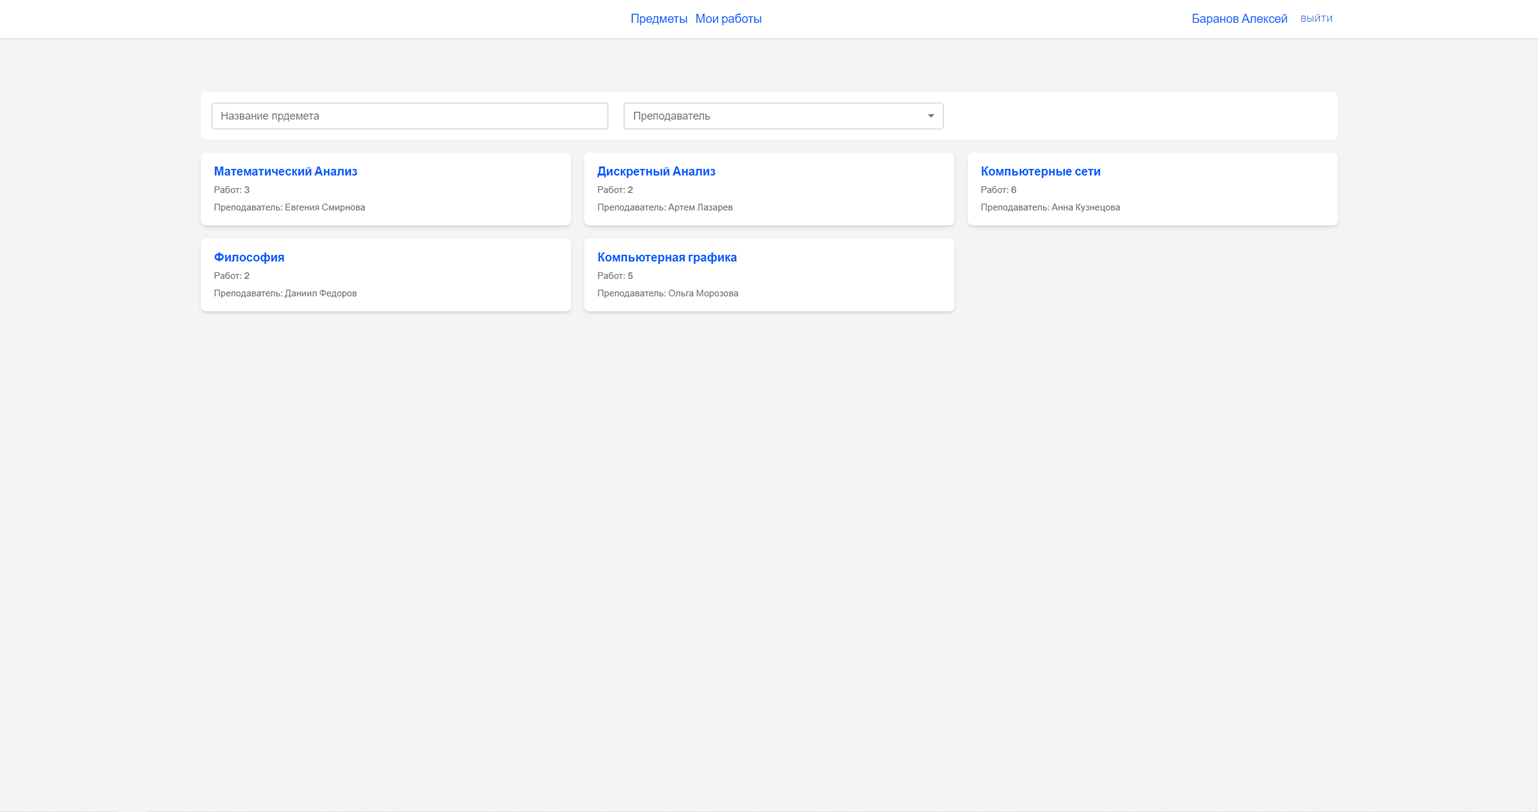 Предметы Мои работы Баранов Алексей ВЫЙТИ
Название прдемета Преподаватель
Математический Анализ
Работ: 3
Преподаватель: Евгения Смирнова
Дискретный Анализ
Работ: 2
Преподаватель: Артем Лазарев
Компьютерные сети
Работ: 6
Преподаватель: Анна Кузнецова
Философия
Работ: 2
Преподаватель: Даниил Федоров
Компьютерная графика
Работ: 5
Преподаватель: Ольга Морозова